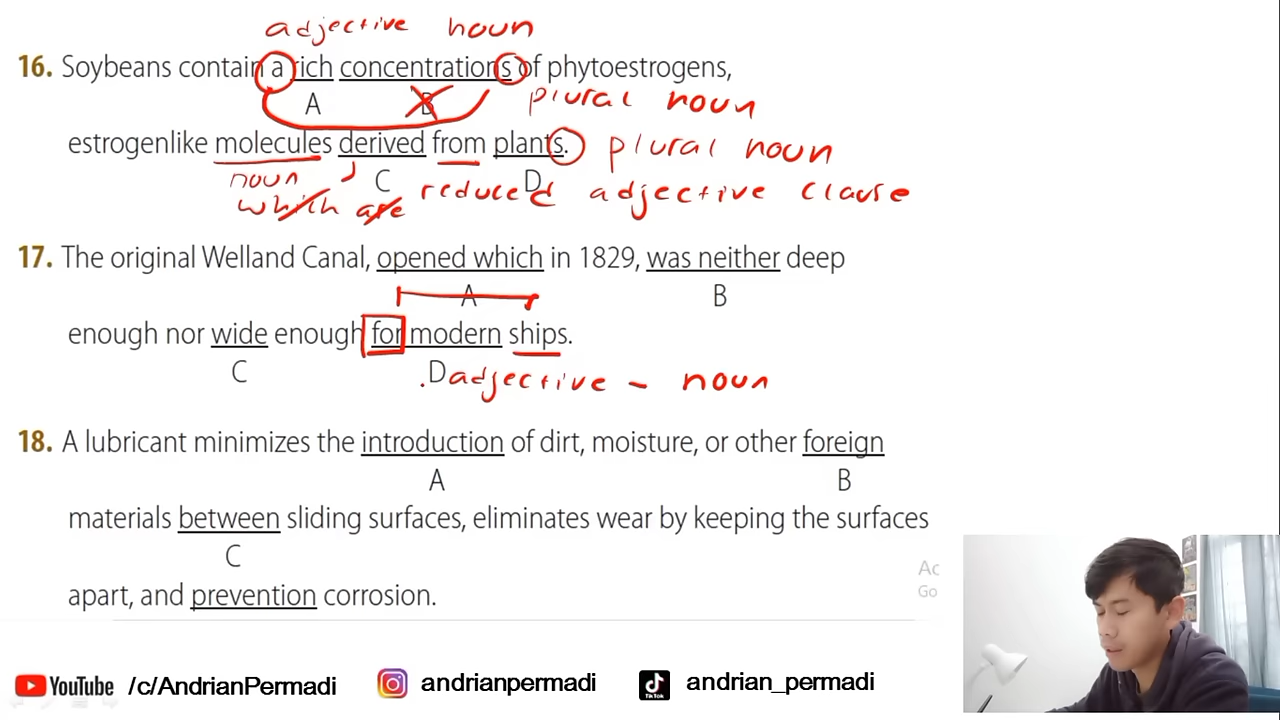 adjective noun
16. Soybeans contain a rich concentrations of phytoestrogens,
A B plural noun
estrogenlike molecules derived from plants. plural noun
noun C D
which are reduced adjective clause
17. The original Welland Canal, opened which in 1829, was neither deep
A B
enough nor wide enough for modern ships.
C D adjective - noun
18. A lubricant minimizes the introduction of dirt, moisture, or other foreign
A B
materials between sliding surfaces, eliminates wear by keeping the surfaces
C
apart, and prevention corrosion.
Ac
Go
YouTube /c/AndrianPermadi
andrianpermadi
TikTok
andrian_permadi